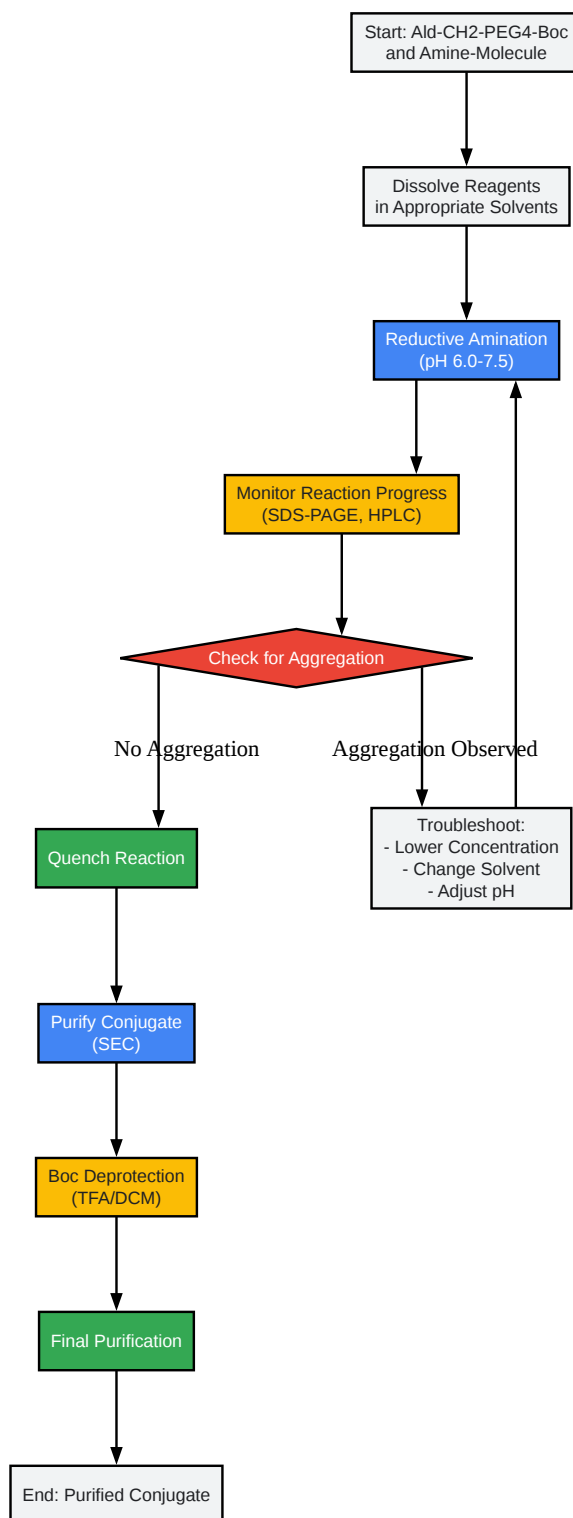 Start: Ald-CH2-PEG4-Boc
and Amine-Molecule
Dissolve Reagents
in Appropriate Solvents
Reductive Amination
(pH 6.0-7.5)
Monitor Reaction Progress
(SDS-PAGE, HPLC)
Check for Aggregation
No Aggregation
Aggregation Observed
Troubleshoot:
- Lower Concentration
- Change Solvent
- Adjust pH
Quench Reaction
Purify Conjugate
(SEC)
Boc Deprotection
(TFA/DCM)
Final Purification
End: Purified Conjugate